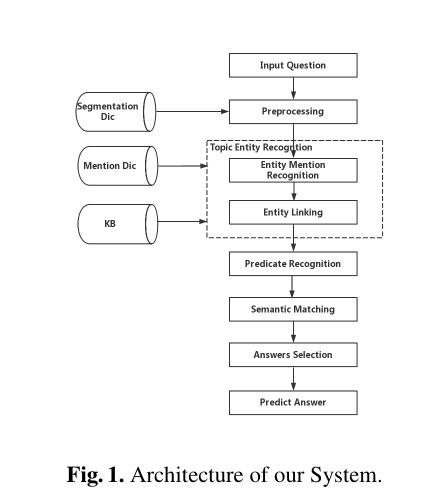 Input Question
Segmentation
Dic
Preprocessing
Topic Entity Recogntion
Mention Dic
Entity Mention
Recognition
KB
Entity Linking
Predicate Recognition
Semantic Matching
Answers Selection
Predict Answer
Fig. 1. Architecture of our System.